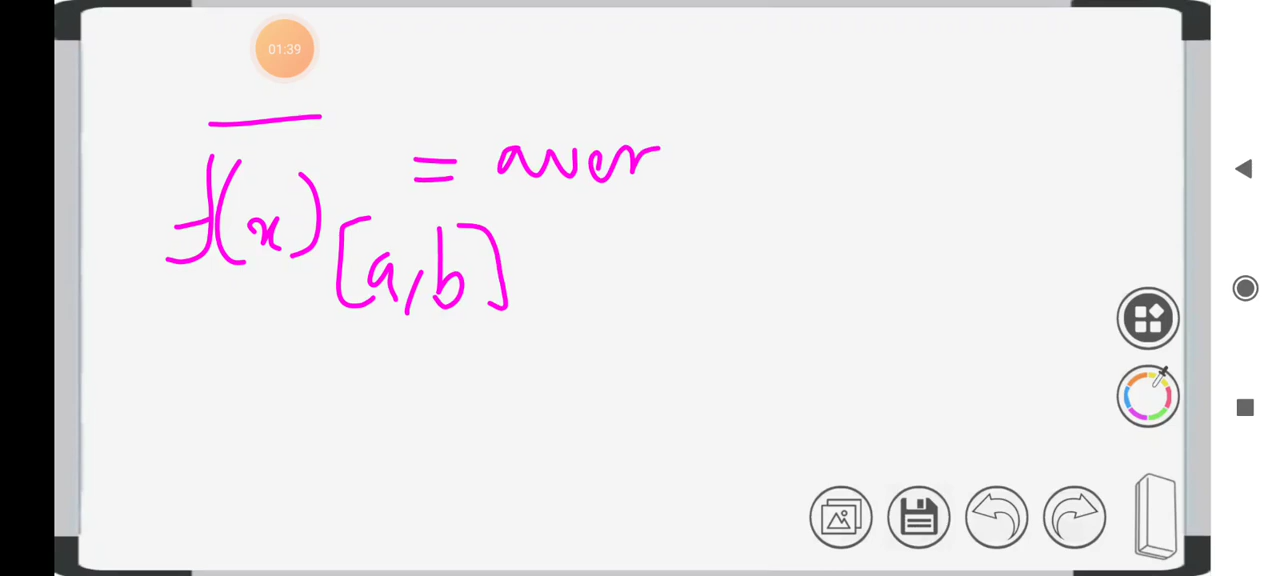 01:39
f(x) = aver
[a,b]